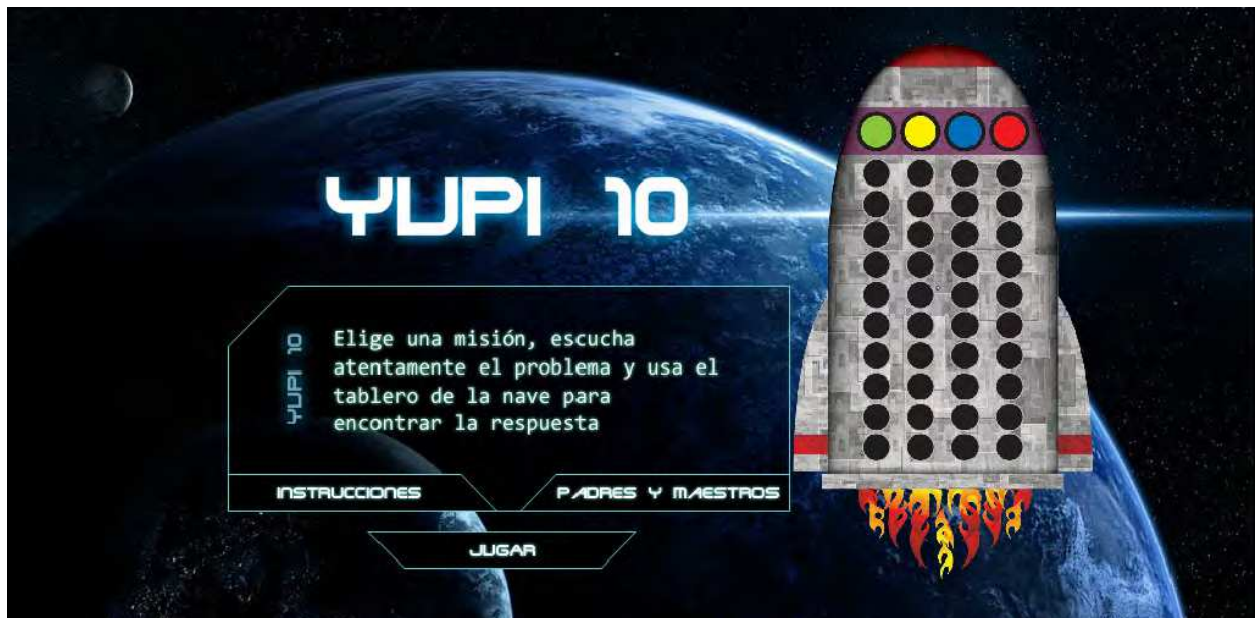 YUPI 10
YUPI 10
Elige una misión, escucha
atentamente el problema y usa el
tablero de la nave para
encontrar la respuesta
INSTRUCCIONES
PADRES Y MAESTROS
JUGAR